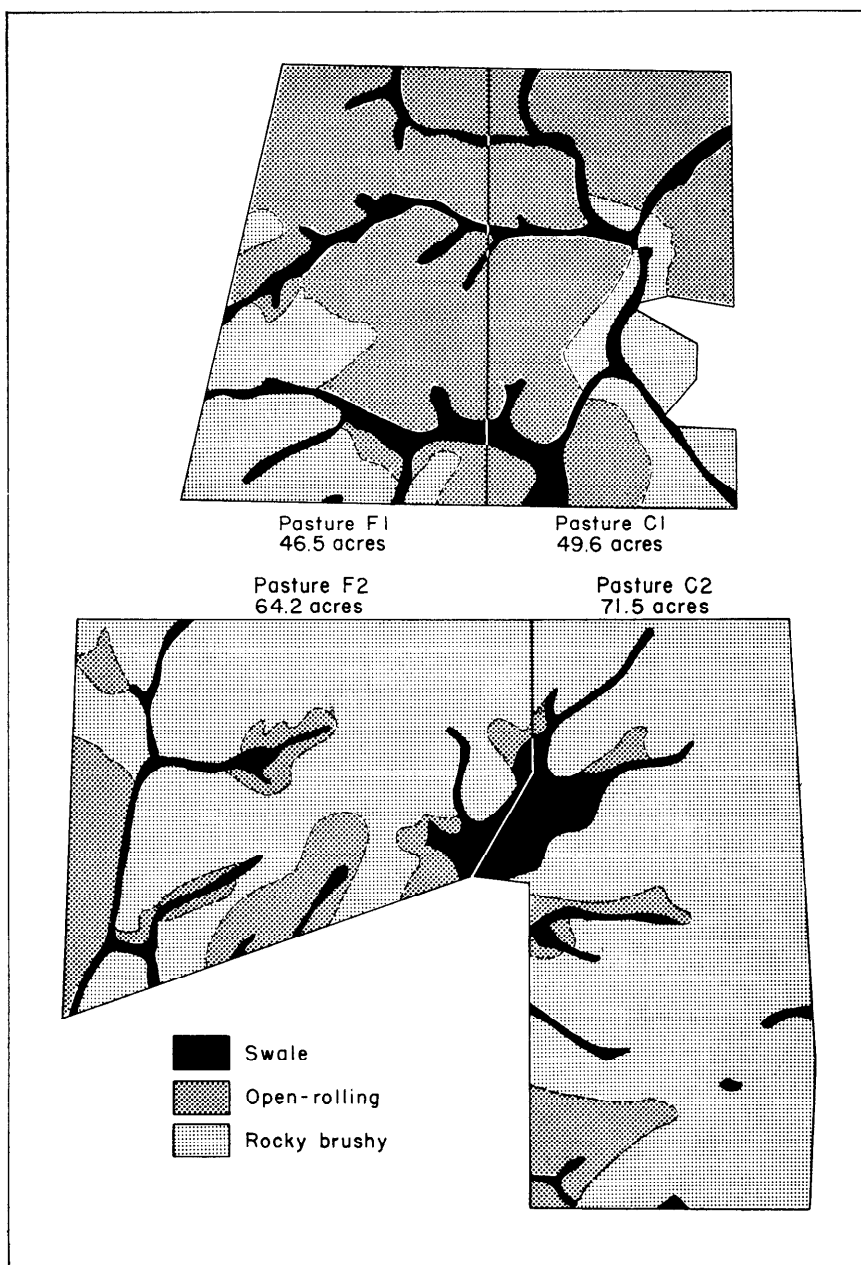 Pasture F1
46.5 acres
Pasture C1
49.6 acres
Pasture F2
64.2 acres
Pasture C2
71.5 acres
Swale
Open-rolling
Rocky brushy